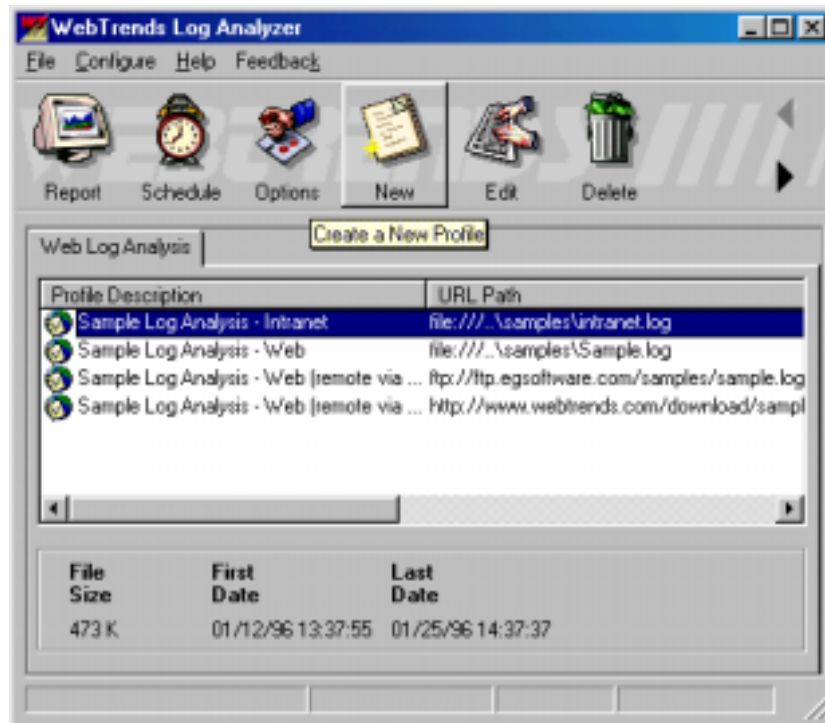 WebTrends Log Analyzer
File Configure Help Feedback
WEBTRENDS
Report Schedule Options New Edit Delete
Create a New Profile
Web Log Analysis
Profile Description URL Path
Sample Log Analysis - Intranet file:///..\samples\intranet.log
Sample Log Analysis - Web file:///..\samples\Sample.log
Sample Log Analysis - Web (remote via ... ftp://ftp.egsoftware.com/samples/sample.log
Sample Log Analysis - Web (remote via ... http://www.webtrends.com/download/sampl
File Size First Date Last Date
473 K 01/12/96 13:37:55 01/25/96 14:37:37